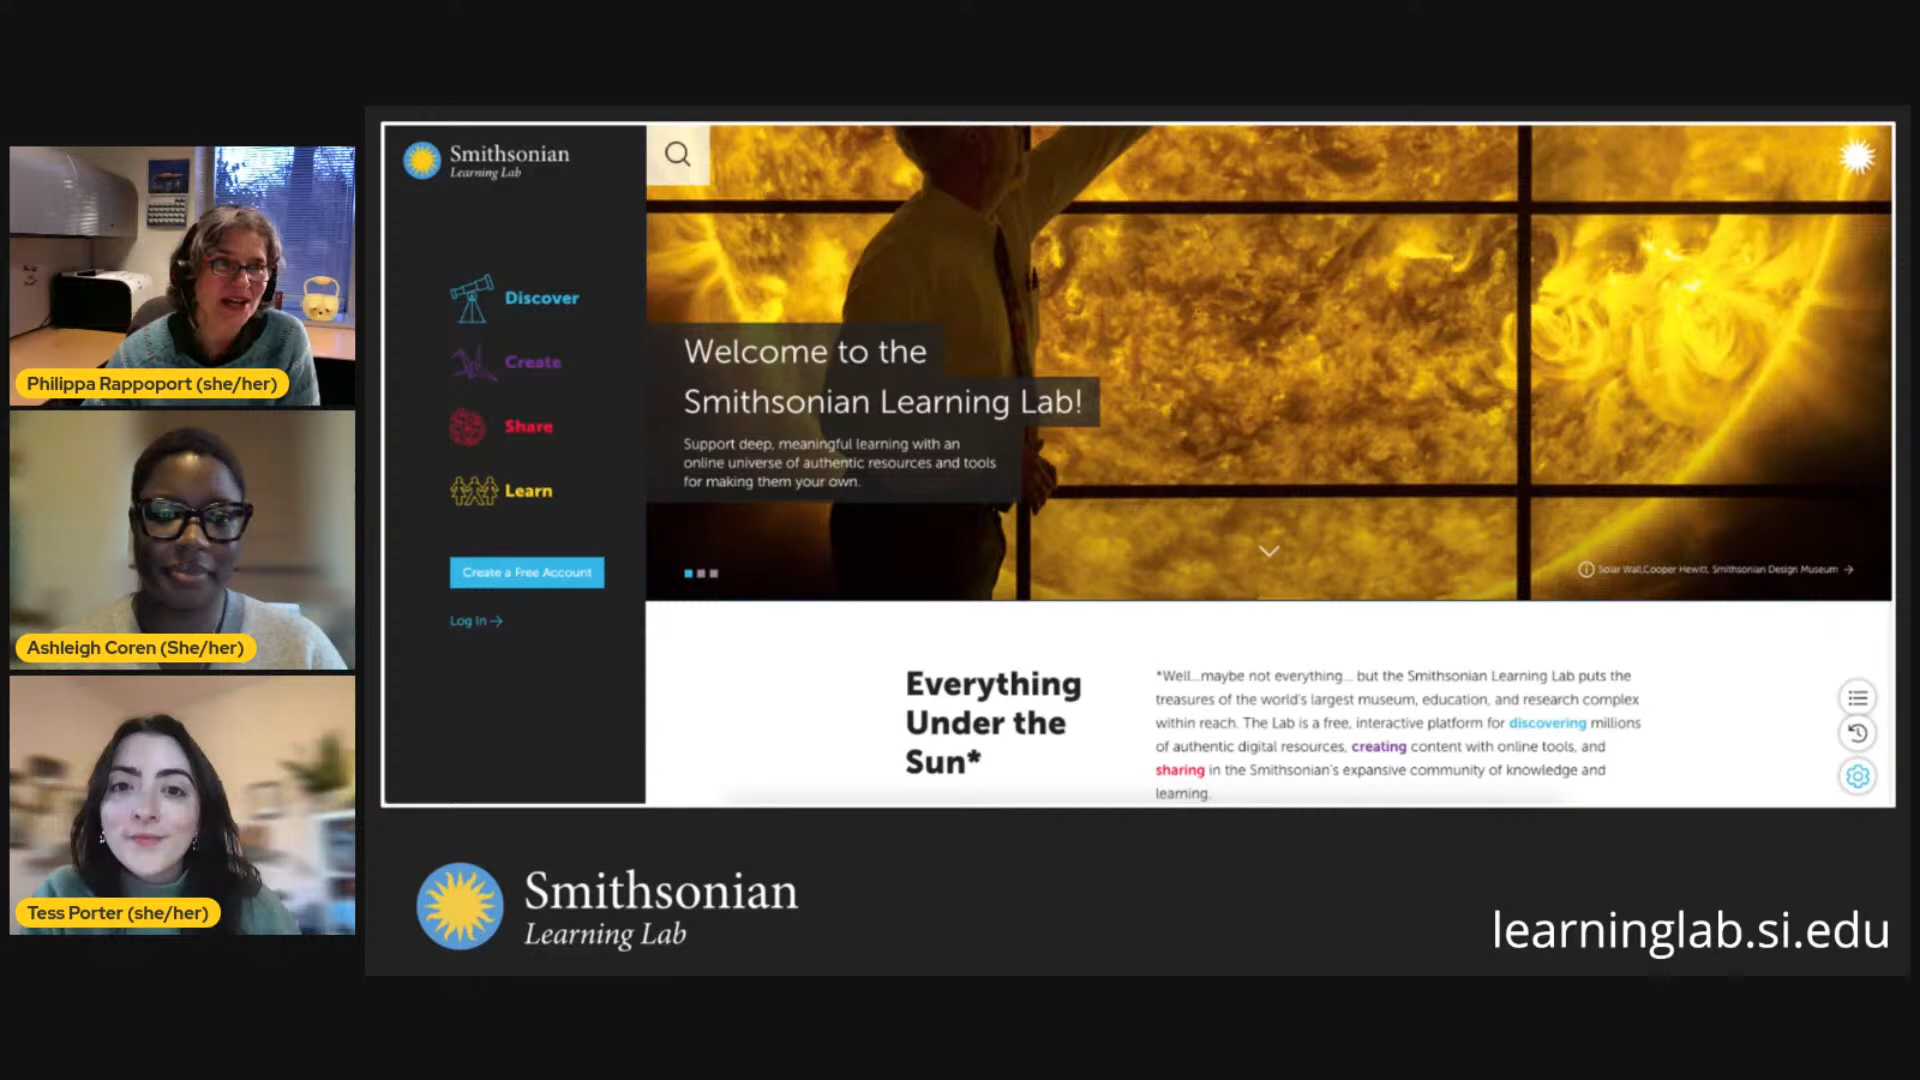 Philippa Rappoport (she/her)
Ashleigh Coren (She/her)
Tess Porter (she/her)
Smithsonian
Learning Lab
Discover
Create
Share
Learn
Create a Free Account
Log In →
Welcome to the
Smithsonian Learning Lab!
Support deep, meaningful learning with an
online universe of authentic resources and tools
for making them your own.
Solar Wall,Cooper Hewitt, Smithsonian Design Museum →
Everything
Under the
Sun*
*Well...maybe not everything... but the Smithsonian Learning Lab puts the
treasures of the world's largest museum, education, and research complex
within reach. The Lab is a free, interactive platform for discovering millions
of authentic digital resources, creating content with online tools, and
sharing in the Smithsonian's expansive community of knowledge and
learning.
Smithsonian
Learning Lab
learninglab.si.edu